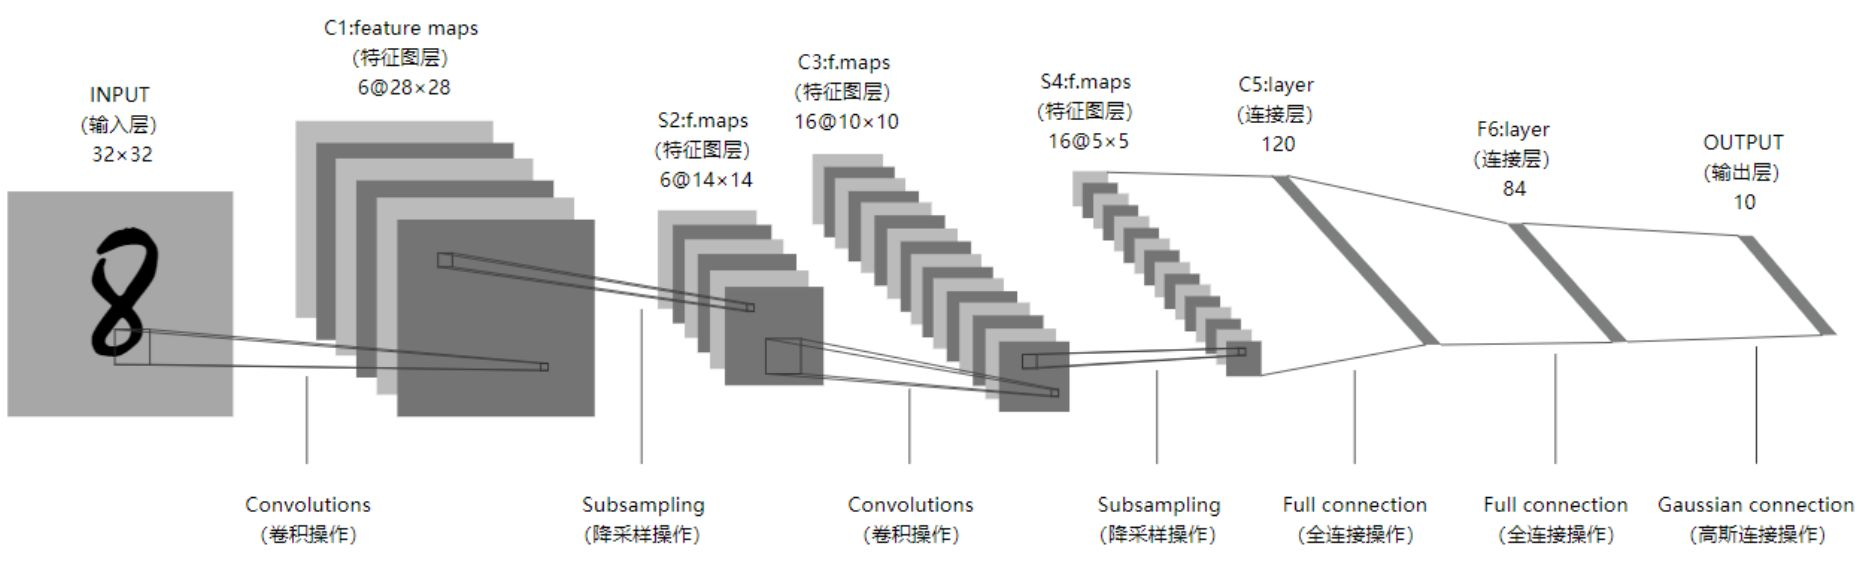 INPUT
(输入层)
32×32
C1:feature maps
(特征图层)
6@28×28
S2:f.maps
(特征图层)
6@14×14
C3:f.maps
(特征图层)
16@10×10
S4:f.maps
(特征图层)
16@5×5
C5:layer
(连接层)
120
F6:layer
(连接层)
84
OUTPUT
(输出层)
10
8
Convolutions
(卷积操作)
Subsampling
(降采样操作)
Convolutions
(卷积操作)
Subsampling
(降采样操作)
Full connection
(全连接操作)
Full connection
(全连接操作)
Gaussian connection
(高斯连接操作)